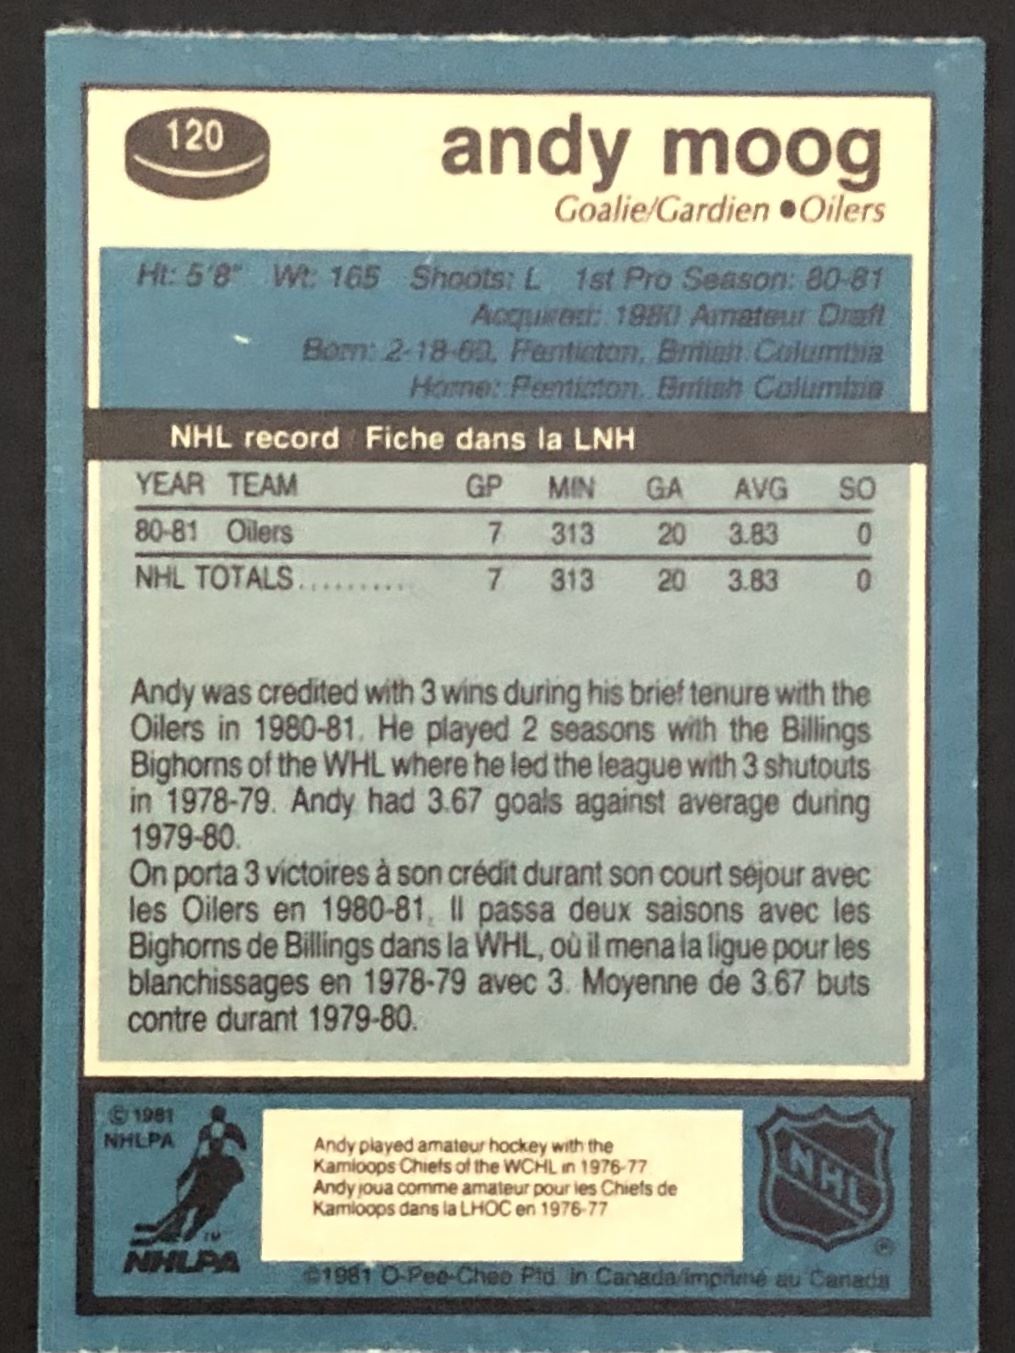 120
andy moog
Goalie/Gardien ● Oilers
Ht: 5'8" Wt: 165 Shoots: L 1st Pro Season: 80-81
Acquired: 1980 Amateur Draft
Born: 2-18-60, Penticton, British Columbia
Home: Penticton, British Columbia
NHL record / Fiche dans la LNH
YEAR TEAM GP MIN GA AVG SO
80-81 Oilers 7 313 20 3.83 0
NHL TOTALS.......... 7 313 20 3.83 0
Andy was credited with 3 wins during his brief tenure with the
Oilers in 1980-81. He played 2 seasons with the Billings
Bighorns of the WHL where he led the league with 3 shutouts
in 1978-79. Andy had 3.67 goals against average during
1979-80.
On porta 3 victoires à son crédit durant son court séjour avec
les Oilers en 1980-81. Il passa deux saisons avec les
Bighorns de Billings dans la WHL, où il mena la ligue pour les
blanchissages en 1978-79 avec 3. Moyenne de 3.67 buts
contre durant 1979-80.
© 1981
NHLPA
TM
NHLPA
Andy played amateur hockey with the
Kamloops Chiefs of the WCHL in 1976-77
Andy joua comme amateur pour les Chiefs de
Kamloops dans la LHOC en 1976-77
NHL
®
©1981 O-Pee-Chee Ptd. in Canada/imprimé au Canada